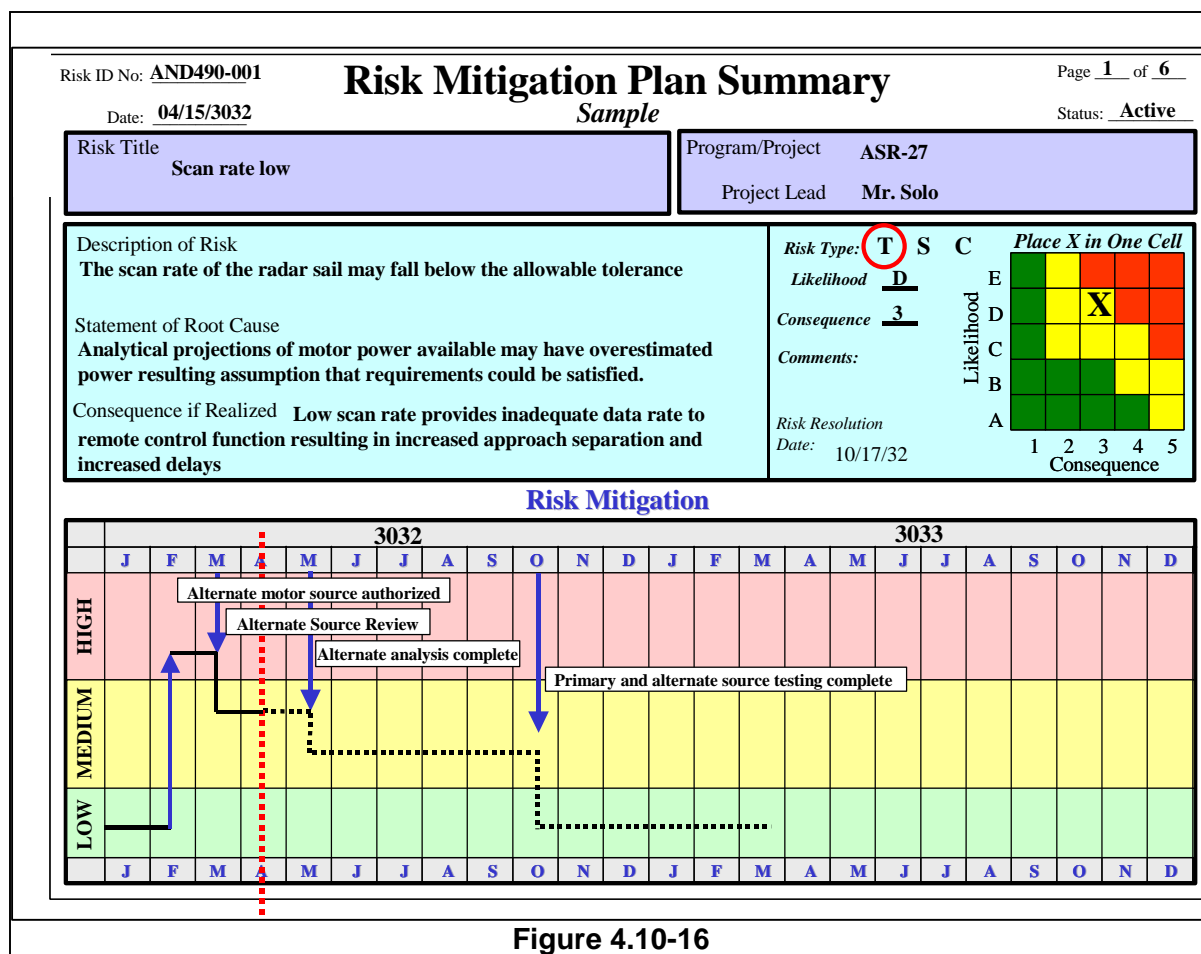 Risk ID No: AND490-001
Risk Mitigation Plan Summary
Page 1 of 6
Date: 04/15/3032
Sample
Status: Active
Risk Title
Scan rate low
Program/Project ASR-27
Project Lead Mr. Solo
Description of Risk
The scan rate of the radar sail may fall below the allowable tolerance
Statement of Root Cause
Analytical projections of motor power available may have overestimated
power resulting assumption that requirements could be satisfied.
Consequence if Realized Low scan rate provides inadequate data rate to
remote control function resulting in increased approach separation and
increased delays
Risk Type: T S C
Likelihood D
Consequence 3
Comments:
Risk Resolution
Date: 10/17/32
Place X in One Cell
Likelihood
E
D X
C
B
A
1 2 3 4 5
Consequence
Risk Mitigation
3032 3033
J F M A M J J A S O N D J F M A M J J A S O N D
HIGH
Alternate motor source authorized
Alternate Source Review
Alternate analysis complete
Primary and alternate source testing complete
MEDIUM
LOW
J F M A M J J A S O N D J F M A M J J A S O N D
Figure 4.10-16